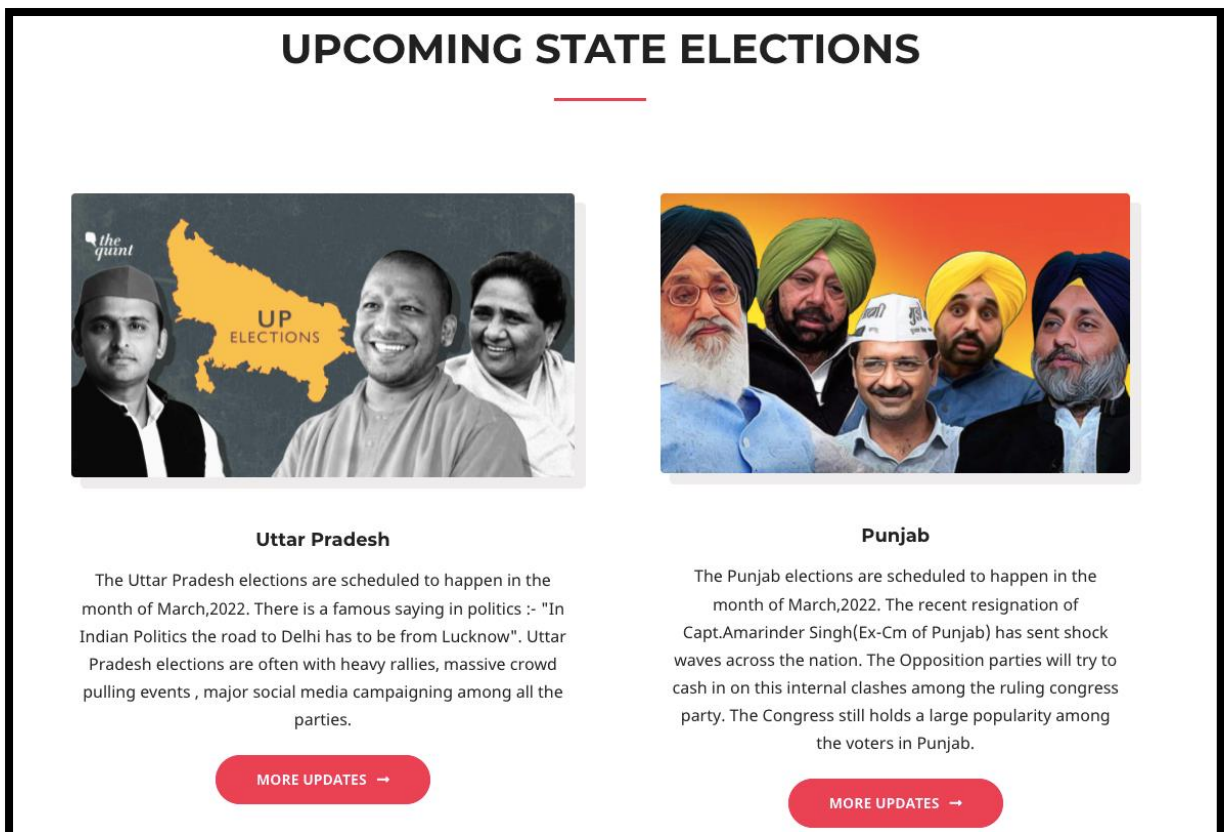 UPCOMING STATE ELECTIONS
the
quint
UP
ELECTIONS
Uttar Pradesh
The Uttar Pradesh elections are scheduled to happen in the
month of March,2022. There is a famous saying in politics :- "In
Indian Politics the road to Delhi has to be from Lucknow". Uttar
Pradesh elections are often with heavy rallies, massive crowd
pulling events , major social media campaigning among all the
parties.
MORE UPDATES
Punjab
The Punjab elections are scheduled to happen in the
month of March,2022. The recent resignation of
Capt.Amarinder Singh(Ex-Cm of Punjab) has sent shock
waves across the nation. The Opposition parties will try to
cash in on this internal clashes among the ruling congress
party. The Congress still holds a large popularity among
the voters in Punjab.
MORE UPDATES